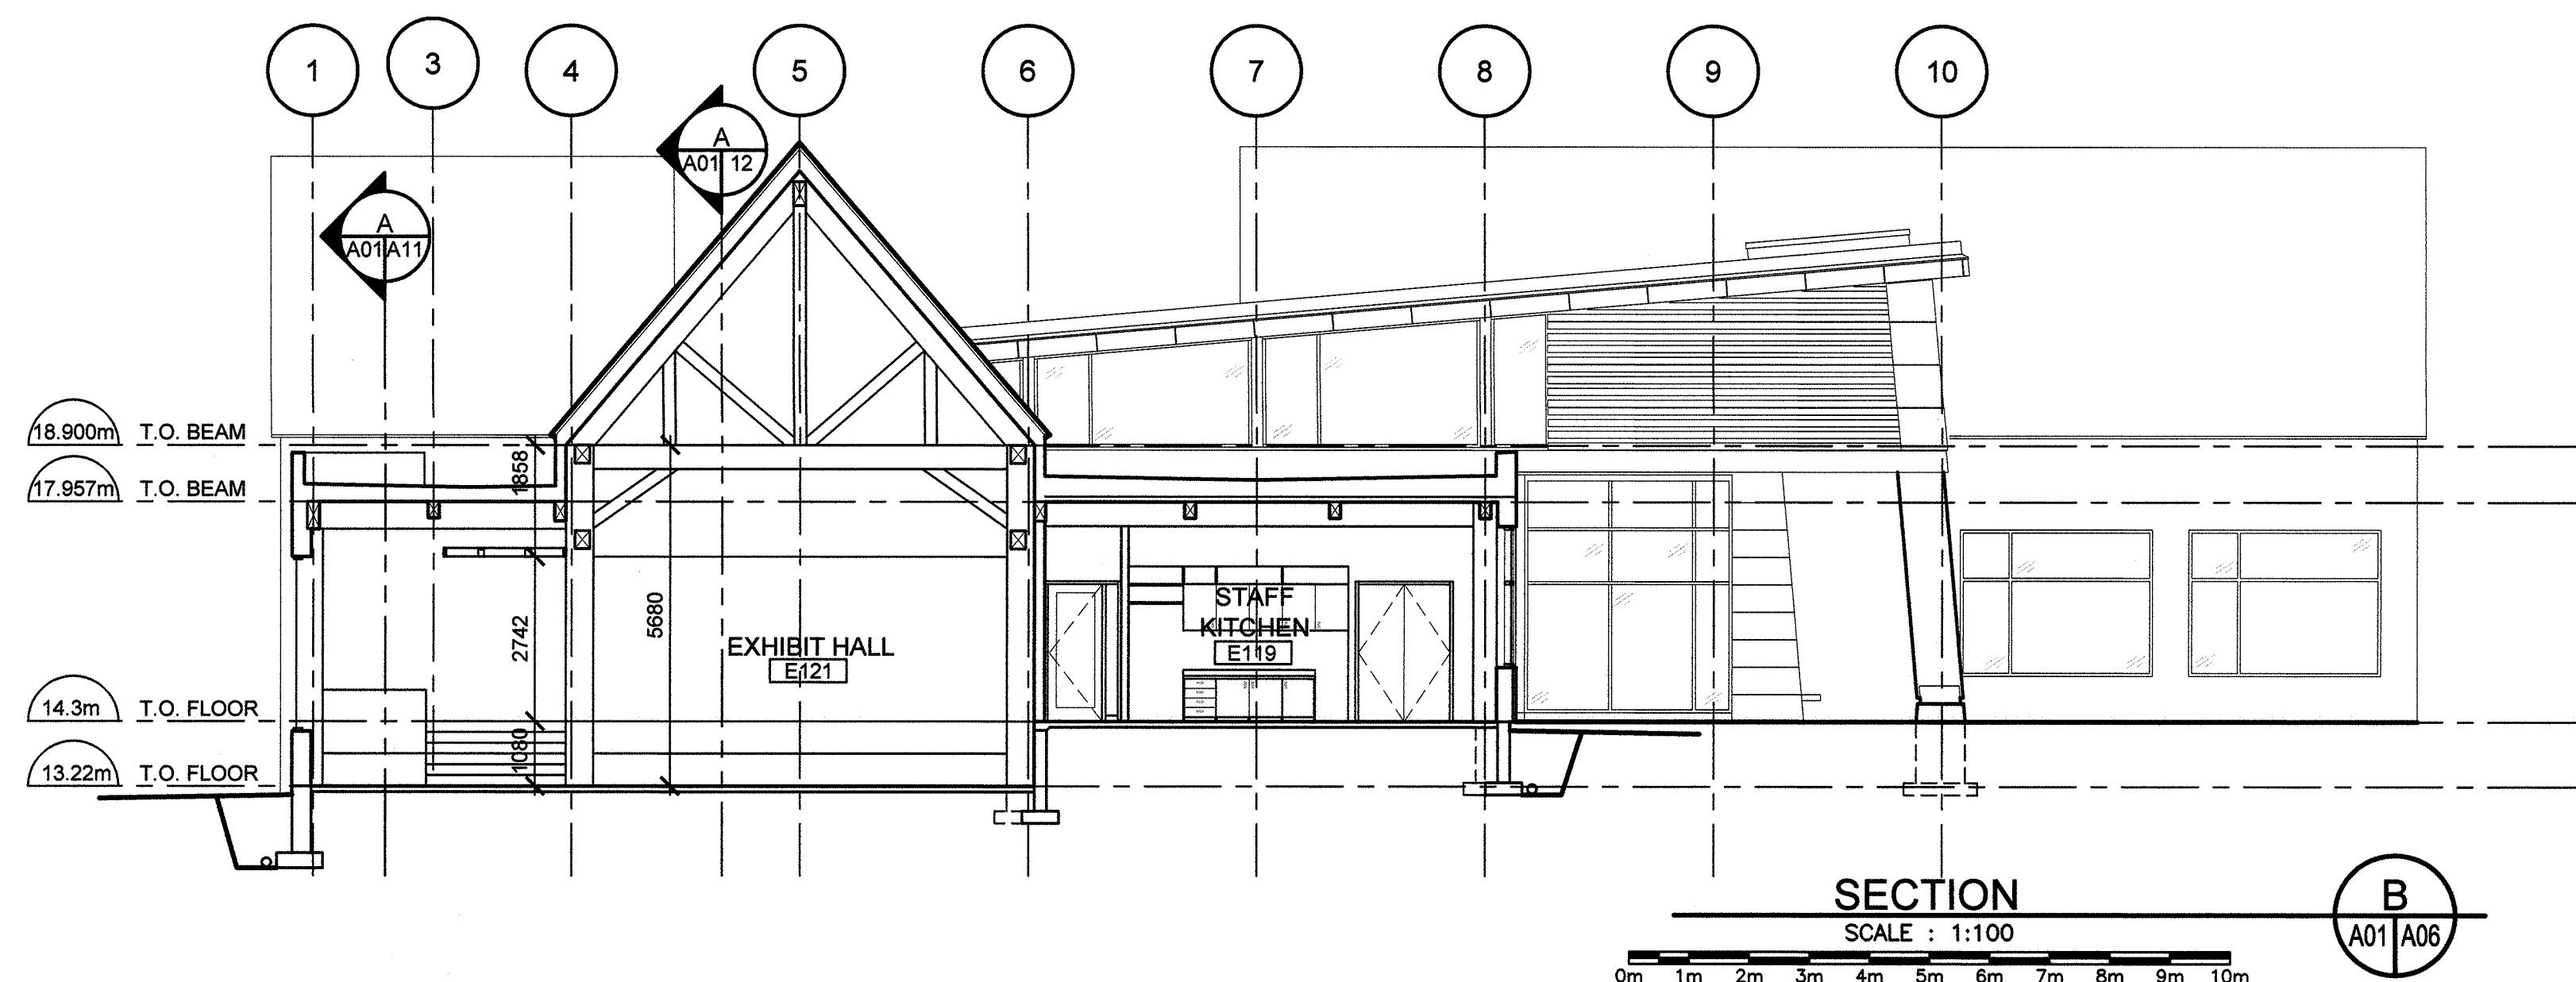 1
3
4
5
6
7
8
9
10
A
A01 12
A
A01 A11
18.900m T.O. BEAM
17.957m T.O. BEAM
1858
2742
5680
EXHIBIT HALL
E121
STAFF
KITCHEN
E119
14.3m T.O. FLOOR
1080
13.22m T.O. FLOOR
SECTION
SCALE : 1:100
B
A01 A06
0m 1m 2m 3m 4m 5m 6m 7m 8m 9m 10m